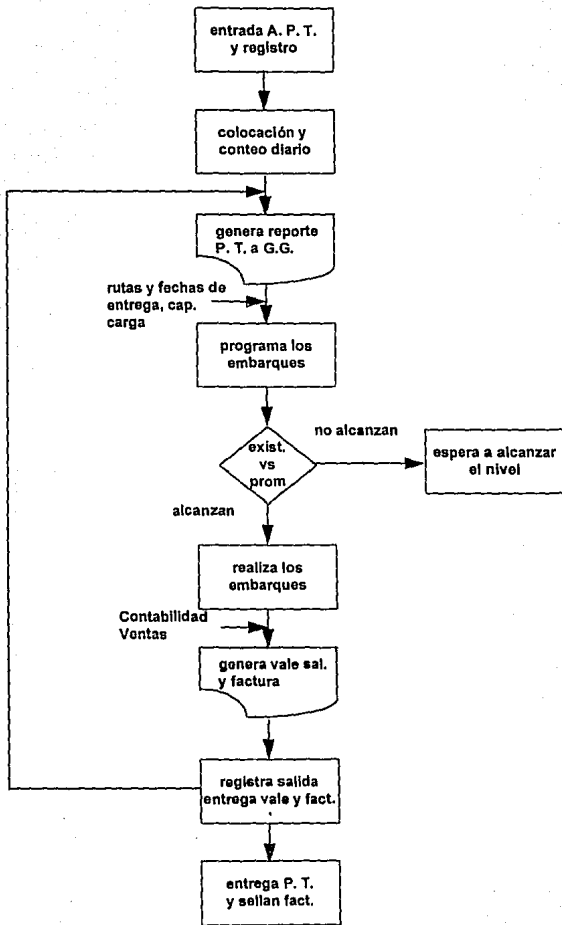 entrada A. P. T.
y registro
colocación y
conteo diario
genera reporte
P. T. a G.G.
rutas y fechas de
entrega, cap.
carga
programa los
embarques
exist.
vs
prom
no alcanzan
espera a alcanzar
el nivel
alcanzan
realiza los
embarques
Contabilidad
Ventas
genera vale sal.
y factura
registra salida
entrega vale y fact.
entrega P. T.
y sellan fact.